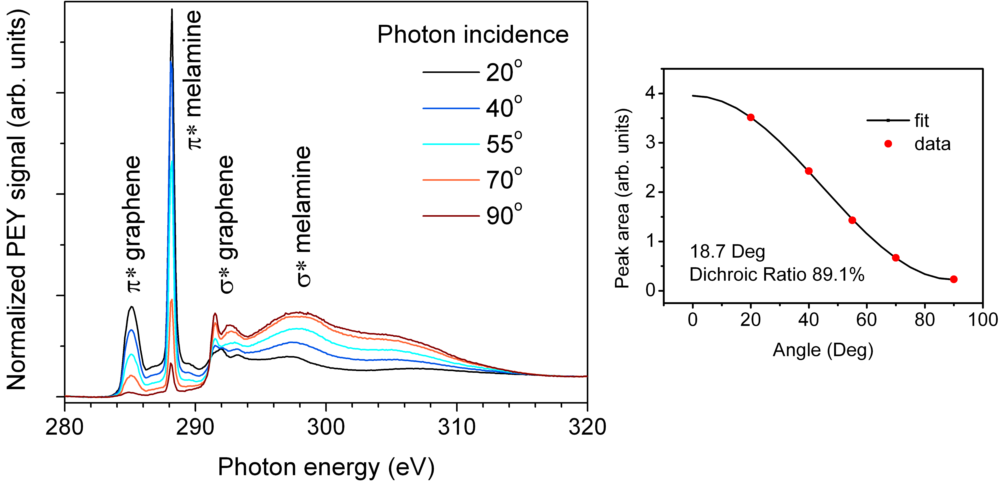 Normalized PEY signal (arb. units)
π* graphene
π* melamine
σ* graphene
σ* melamine
Photon incidence
20°
40°
55°
70°
90°
280 290 300 310 320
Photon energy (eV)
Peak area (arb. units)
4
3
2
1
0
fit
data
18.7 Deg
Dichroic Ratio 89.1%
0 20 40 60 80 100
Angle (Deg)